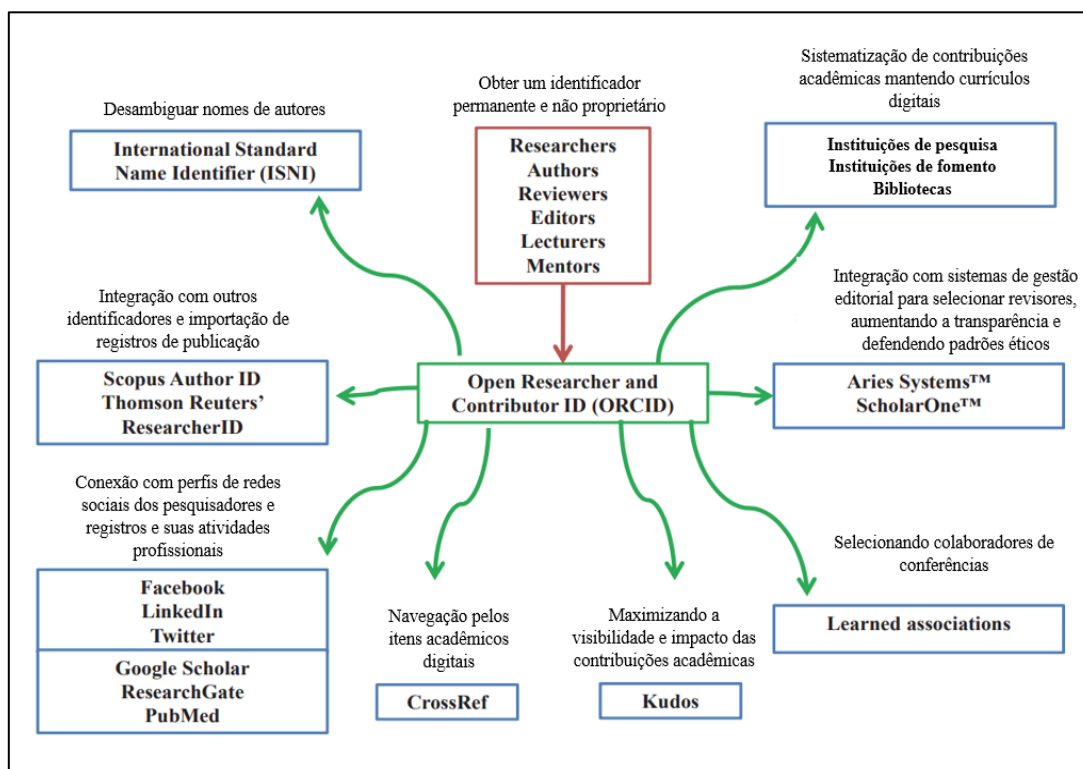 Desambiguar nomes de autores
International Standard
Name Identifier (ISNI)
Obter um identificador
permanente e não proprietário
Researchers
Authors
Reviewers
Editors
Lecturers
Mentors
Sistematização de contribuições
acadêmicas mantendo currículos
digitais
Instituições de pesquisa
Instituições de fomento
Bibliotecas
Integração com outros
identificadores e importação de
registros de publicação
Scopus Author ID
Thomson Reuters’
ResearcherID
Open Researcher and
Contributor ID (ORCID)
Integração com sistemas de gestão
editorial para selecionar revisores,
aumentando a transparência e
defendendo padrões éticos
Aries Systems™
ScholarOne™
Conexão com perfis de redes
sociais dos pesquisadores e
registros e suas atividades
profissionais
Facebook
LinkedIn
Twitter
Google Scholar
ResearchGate
PubMed
Navegação pelos
itens acadêmicos
digitais
CrossRef
Maximizando a
visibilidade e impacto das
contribuições acadêmicas
Kudos
Selecionando colaboradores de
conferências
Learned associations